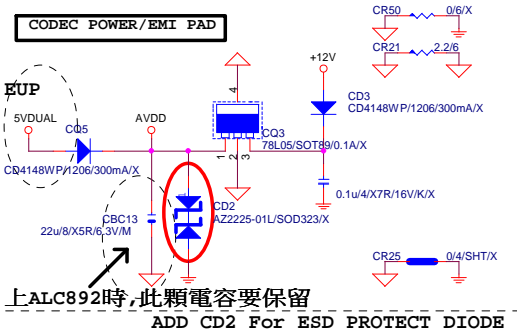 CODEC POWER/EMI PAD
CR50
0/6/X
CR21
2.2/6
+12V
EUP
5VDUAL
AVDD
CQ5
CD4148WP/1206/300mA/X
4
CQ3
78L05/SOT89/0.1A/X
1
2
3
CD3
CD4148WP/1206/300mA/X
0.1u/4/X7R/16V/K/X
CBC13
22u/8/X5R/6.3V/M
CD2
AZ2225-01L/SOD323/X
CR25
0/4/SHT/X
上ALC892時,此顆電容要保留
ADD CD2 For ESD PROTECT DIODE